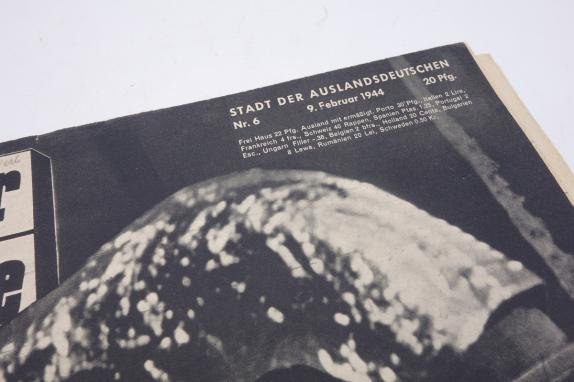 STADT DER AUSLANDSDEUTSCHEN
Nr. 6 9. Februar 1944 20 Pfg.
Frei Haus 22 Pfg. Ausland mit ermäßigt. Porto 30 Pfg., Italien 2 Lire,
Frankreich 4 frs., Schweiz 40 Rappen, Spanien Ptas. 1.25, Portugal 2
Esc., Ungarn Filler -.36, Belgien 2 bfrs., Holland 20 Cents, Bulgarien
8 Lewa, Rumänien 20 Lei, Schweden 0.50 Kr.
r
e